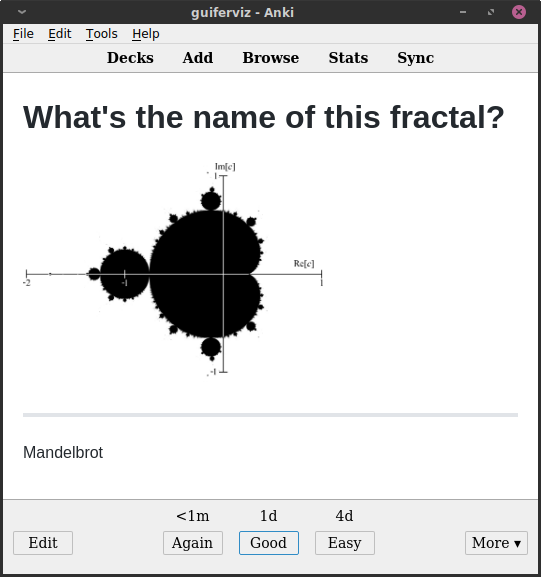 guiferviz - Anki
File Edit Tools Help
Decks Add Browse Stats Sync
What's the name of this fractal?
Im[c]
1
Re[c]
-2 -1 1
-1
Mandelbrot
<1m 1d 4d
Edit Again Good Easy More ▾